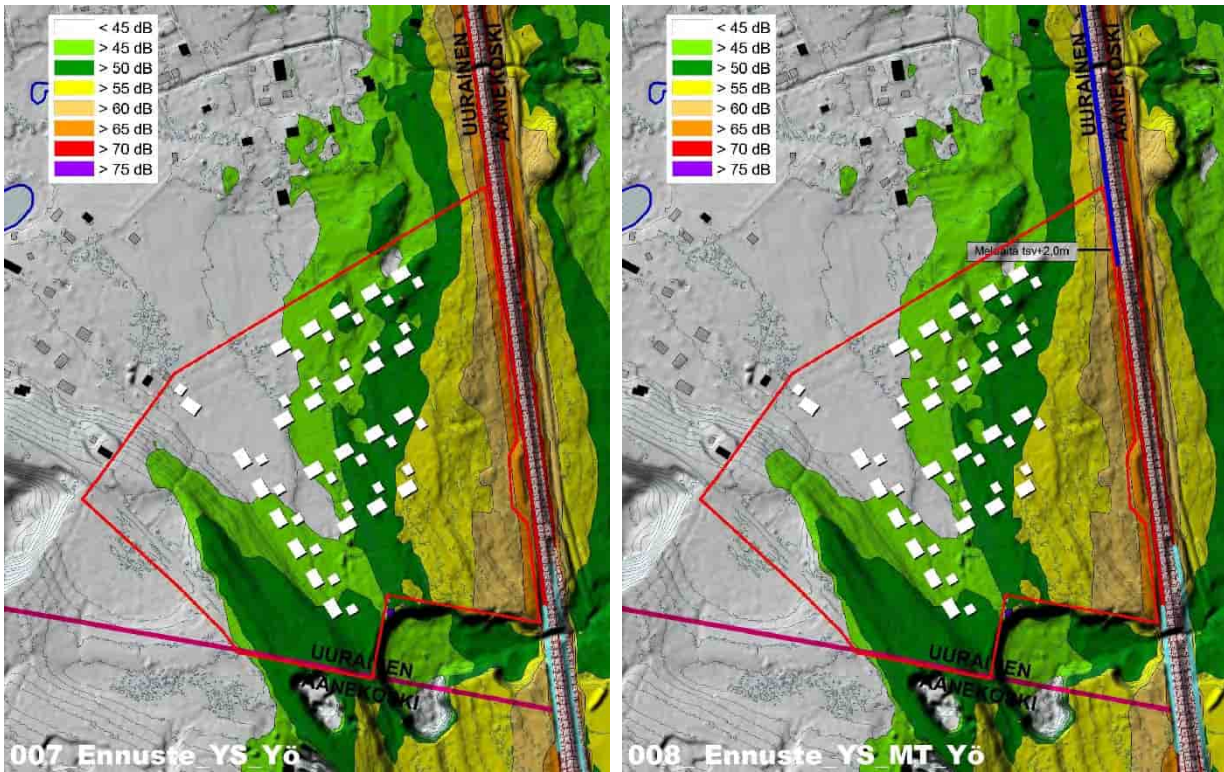 < 45 dB
> 45 dB
> 50 dB
> 55 dB
> 60 dB
> 65 dB
> 70 dB
> 75 dB
UURAINEN
ÄÄNEKOSKI
UURAINEN
ÄÄNEKOSKI
007_Ennuste_YS_Yö
< 45 dB
> 45 dB
> 50 dB
> 55 dB
> 60 dB
> 65 dB
> 70 dB
> 75 dB
UURAINEN
ÄÄNEKOSKI
Meluaita tsv+2,0m
UURAINEN
ÄÄNEKOSKI
008_Ennuste_YS_MT_Yö